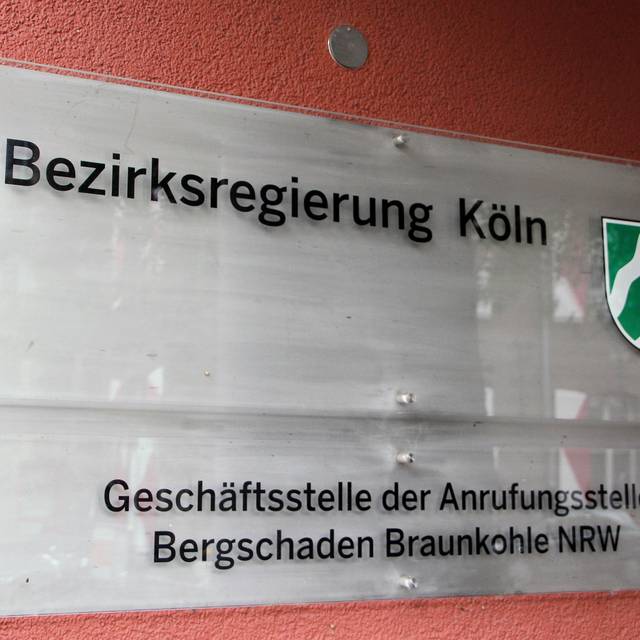 Bezirksregierung Köln
Geschäftsstelle der Anrufungsstelle
Bergschaden Braunkohle NRW